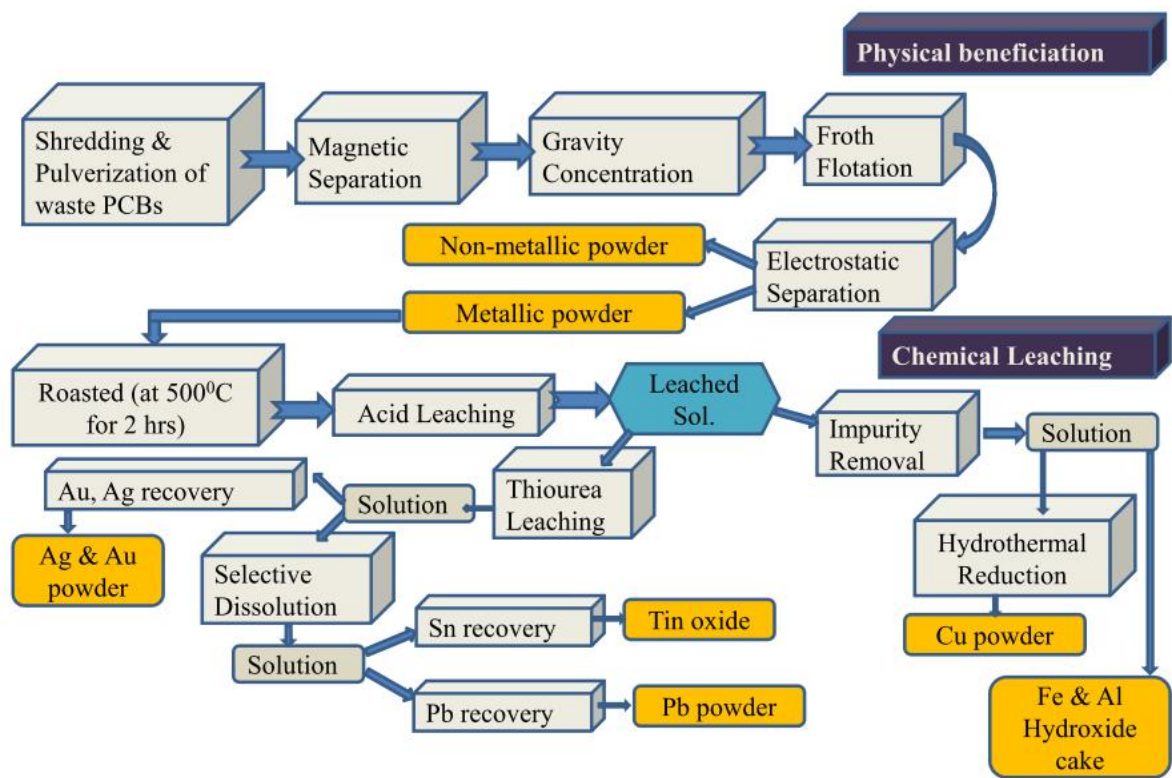 Physical beneficiation
Shredding &
Pulverization of
waste PCBs
Magnetic
Separation
Gravity
Concentration
Froth
Flotation
Non-metallic powder
Electrostatic
Separation
Metallic powder
Chemical Leaching
Roasted (at 500⁰C
for 2 hrs)
Acid Leaching
Leached
Sol.
Impurity
Removal
Solution
Au, Ag recovery
Solution
Thiourea
Leaching
Ag & Au
powder
Selective
Dissolution
Hydrothermal
Reduction
Sn recovery
Tin oxide
Cu powder
Solution
Pb recovery
Pb powder
Fe & Al
Hydroxide
cake